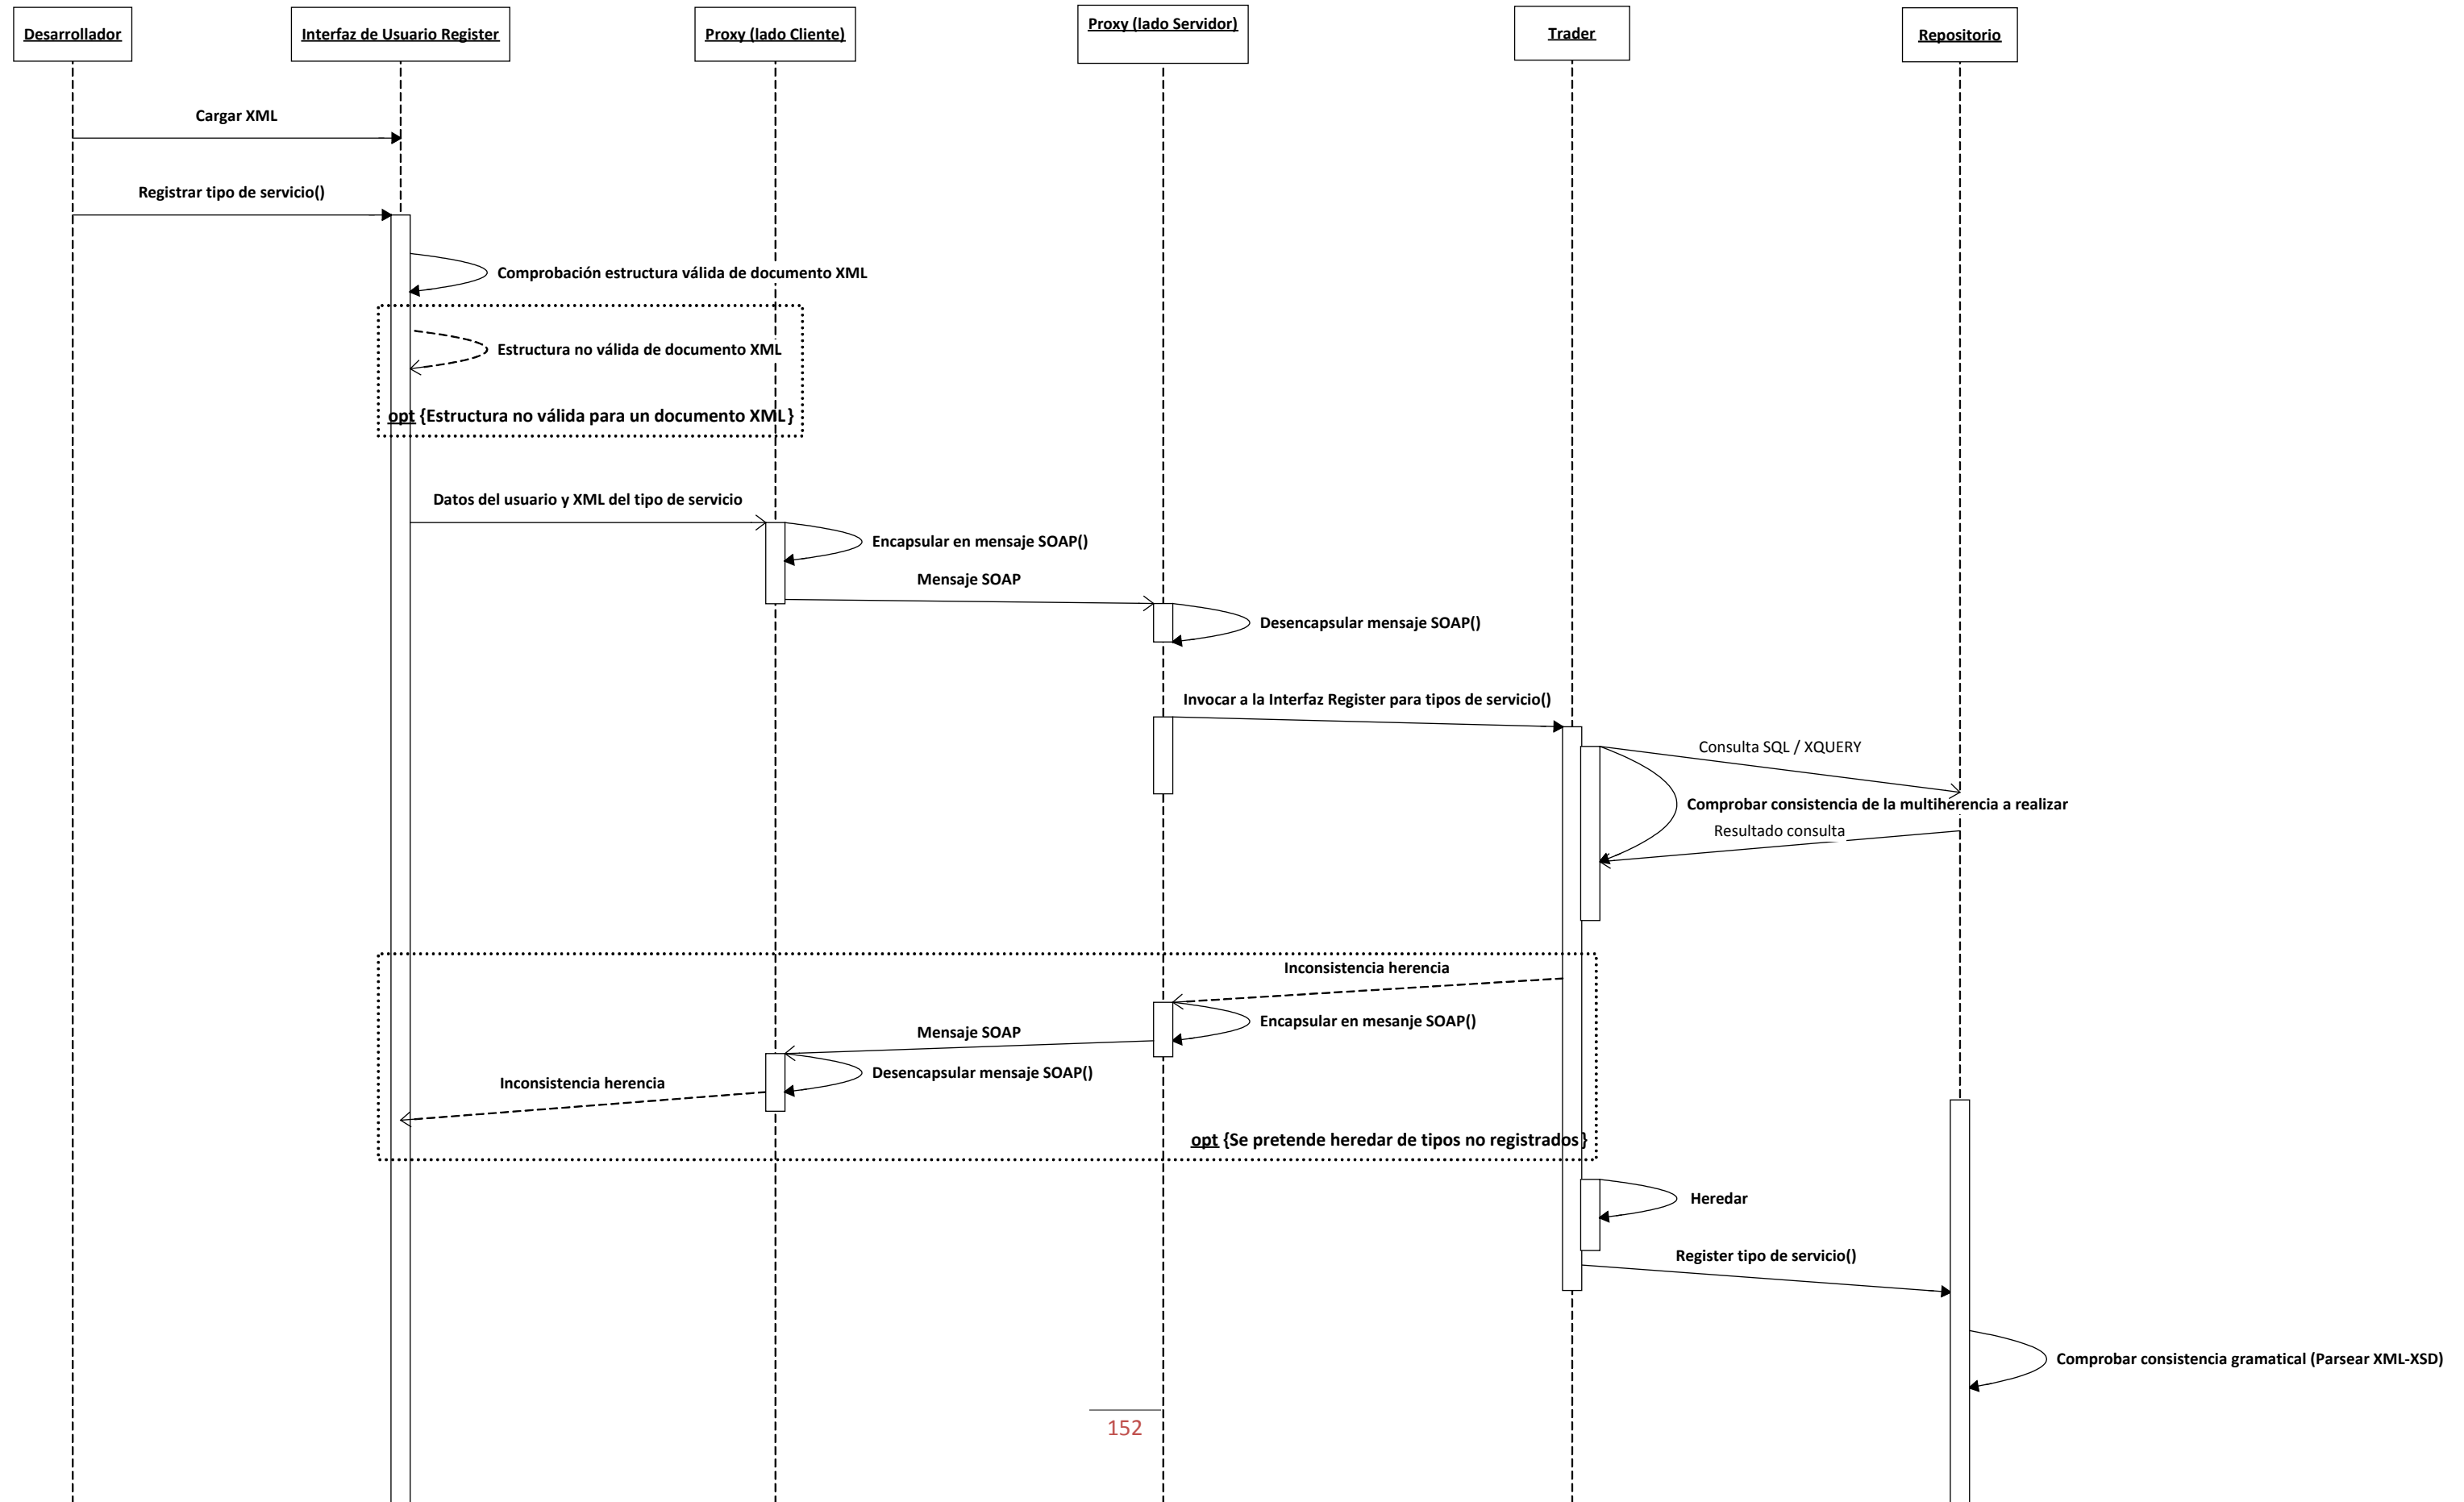 Desarrollador
Interfaz de Usuario Register
Proxy (lado Cliente)
Proxy (lado Servidor)
Trader
Repositorio
Cargar XML
Registrar tipo de servicio()
Comprobación estructura válida de documento XML
Estructura no válida de documento XML
opt {Estructura no válida para un documento XML}
Datos del usuario y XML del tipo de servicio
Encapsular en mensaje SOAP()
Mensaje SOAP
Desencapsular mensaje SOAP()
Invocar a la Interfaz Register para tipos de servicio()
Consulta SQL / XQUERY
Comprobar consistencia de la multiherencia a realizar
Resultado consulta
Inconsistencia herencia
Encapsular en mesanje SOAP()
Mensaje SOAP
Desencapsular mensaje SOAP()
Inconsistencia herencia
opt {Se pretende heredar de tipos no registrados}
Heredar
Register tipo de servicio()
Comprobar consistencia gramatical (Parsear XML-XSD)
152